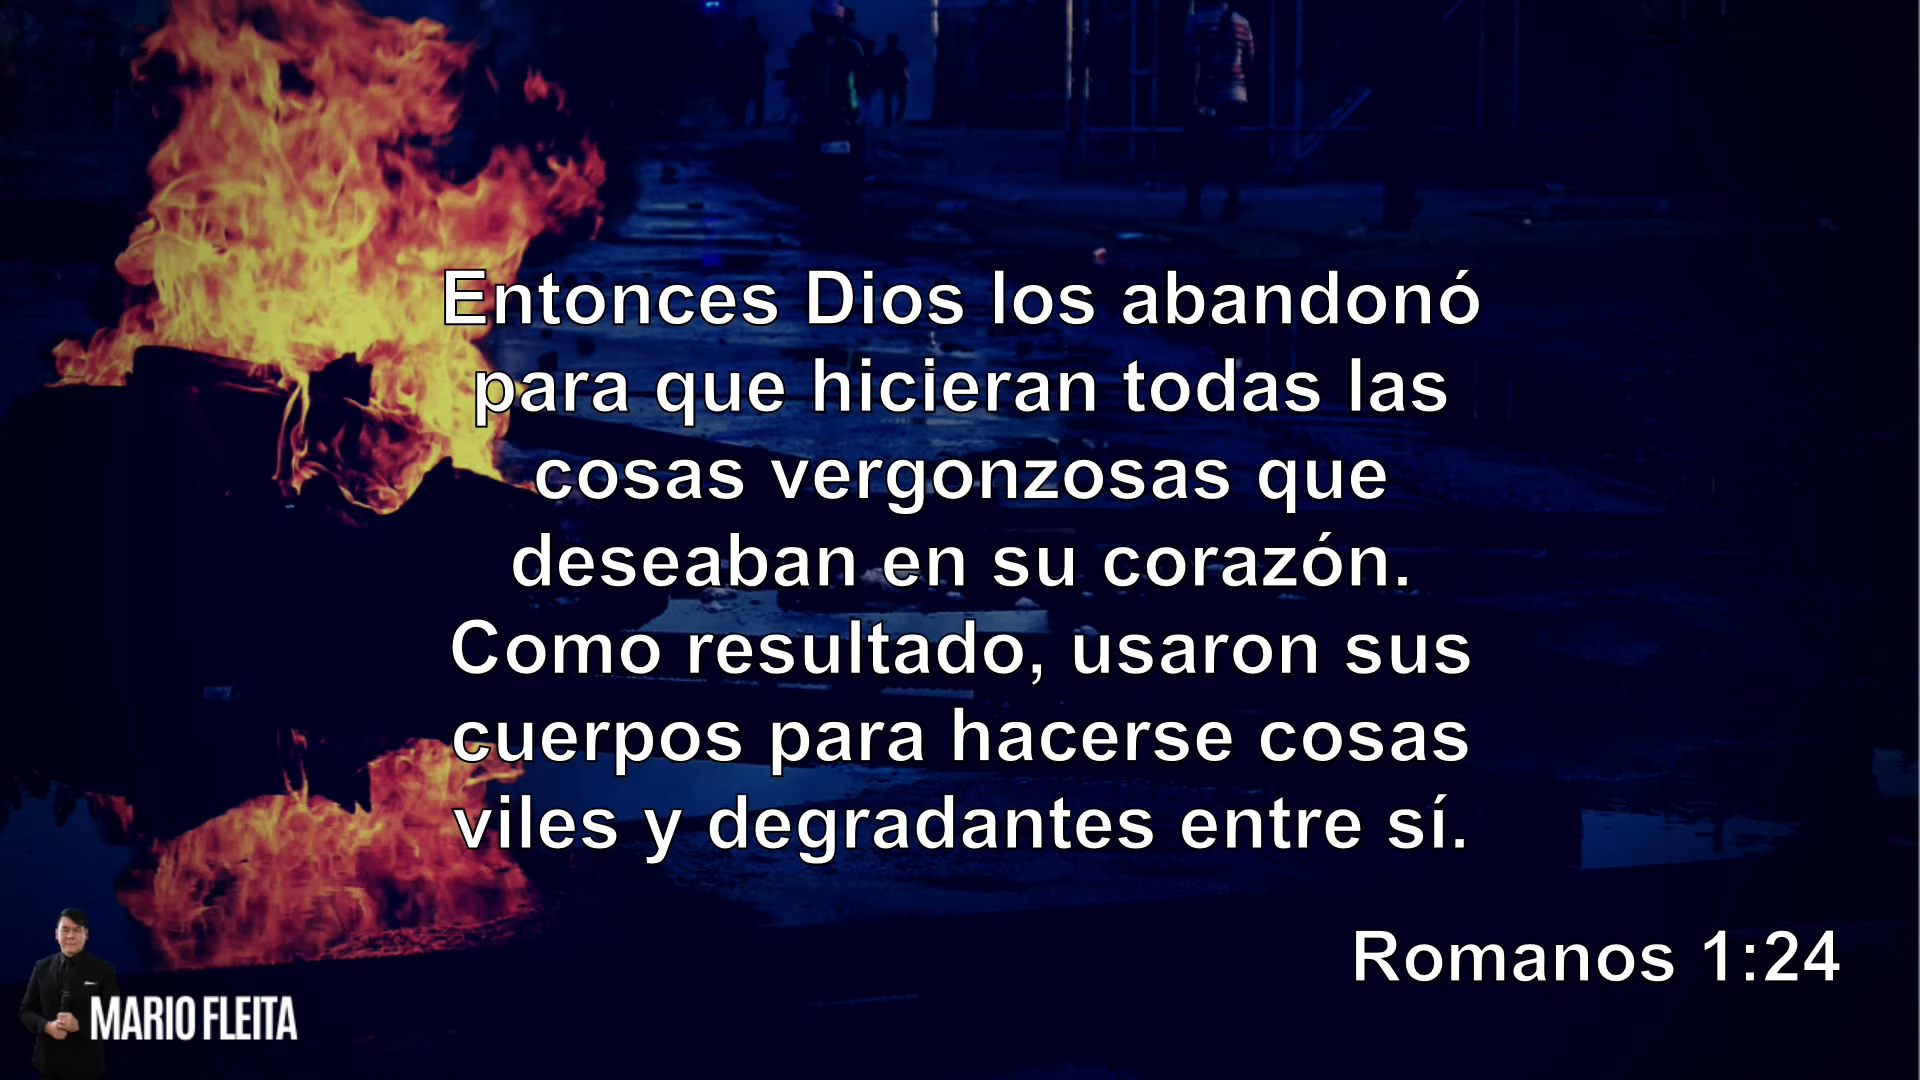 Entonces Dios los abandonó
para que hicieran todas las
cosas vergonzosas que
deseaban en su corazón.
Como resultado, usaron sus
cuerpos para hacerse cosas
viles y degradantes entre sí.
Romanos 1:24
MARIO FLEITA